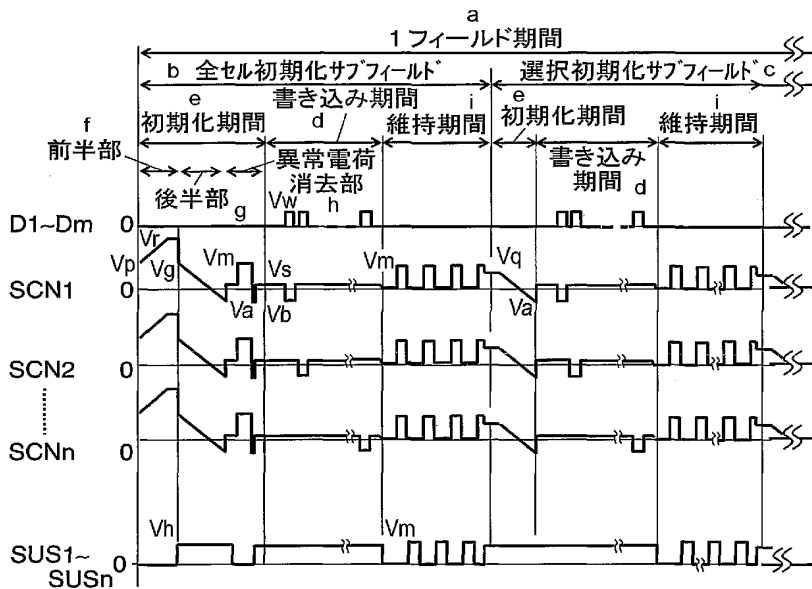 a
1フィールド期間
b 全セル初期化サブフィールド
選択初期化サブフィールド c
e
書き込み期間
i
e
i
f
初期化期間
d
維持期間
初期化期間
維持期間
前半部
異常電荷
書き込み
後半部
消去部
期間
g
Vw
h
d
D1~Dm 0
Vr
Vp
Vg
Vm
Vs
Vm
Vq
SCN1 0
Va
Vb
Va
SCN2 0
SCNn 0
Vh
Vm
SUS1~
SUSn 0